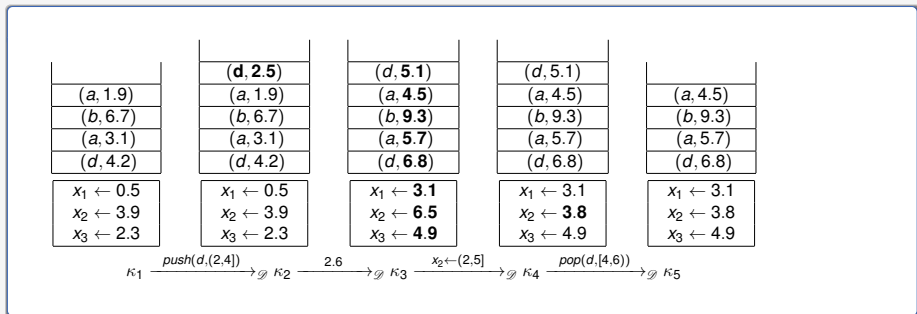 (d, 2.5) (d, 5.1) (d, 5.1)
(a, 1.9) (a, 1.9) (a, 4.5) (a, 4.5) (a, 4.5)
(b, 6.7) (b, 6.7) (b, 9.3) (b, 9.3) (b, 9.3)
(a, 3.1) (a, 3.1) (a, 5.7) (a, 5.7) (a, 5.7)
(d, 4.2) (d, 4.2) (d, 6.8) (d, 6.8) (d, 6.8)
x₁ ← 0.5 x₁ ← 0.5 x₁ ← 3.1 x₁ ← 3.1 x₁ ← 3.1
x₂ ← 3.9 x₂ ← 3.9 x₂ ← 6.5 x₂ ← 3.8 x₂ ← 3.8
x₃ ← 2.3 x₃ ← 2.3 x₃ ← 4.9 x₃ ← 4.9 x₃ ← 4.9
push(d,(2,4]) 2.6 x₂←(2,5] pop(d,[4,6))
κ₁ ⟶𝒟 κ₂ ⟶𝒟 κ₃ ⟶𝒟 κ₄ ⟶𝒟 κ₅